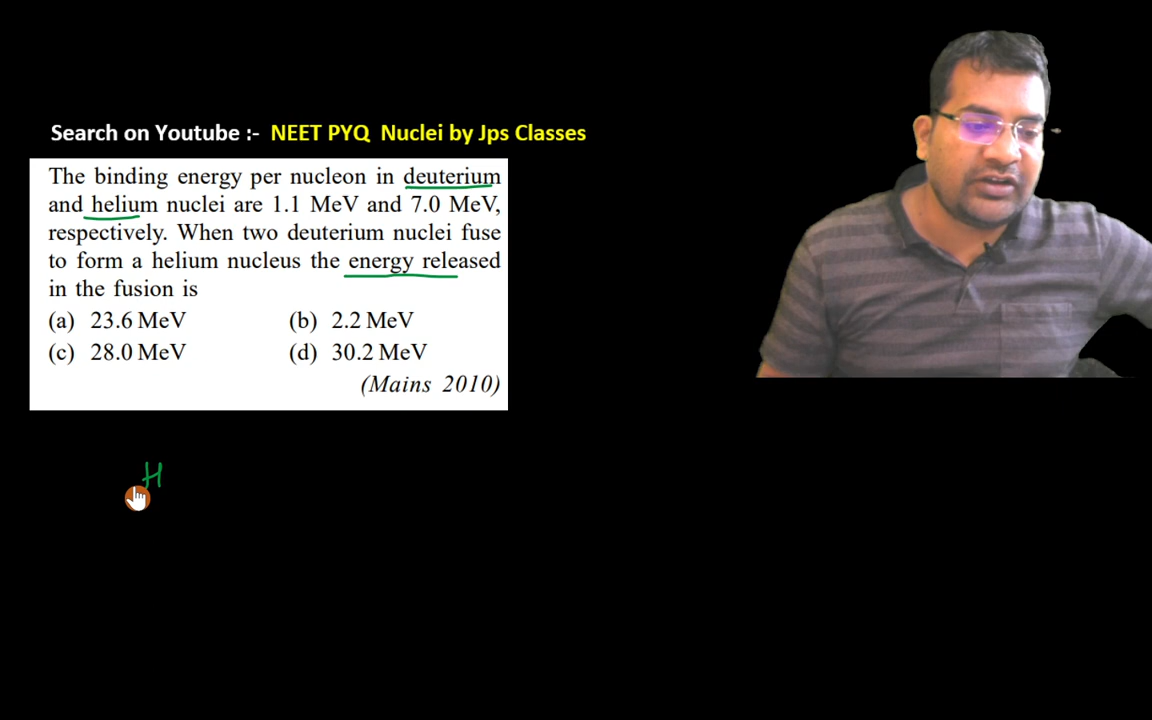 Search on Youtube :- NEET PYQ Nuclei by Jps Classes
The binding energy per nucleon in deuterium
and helium nuclei are 1.1 MeV and 7.0 MeV,
respectively. When two deuterium nuclei fuse
to form a helium nucleus the energy released
in the fusion is
(a) 23.6 MeV (b) 2.2 MeV
(c) 28.0 MeV (d) 30.2 MeV
(Mains 2010)
H